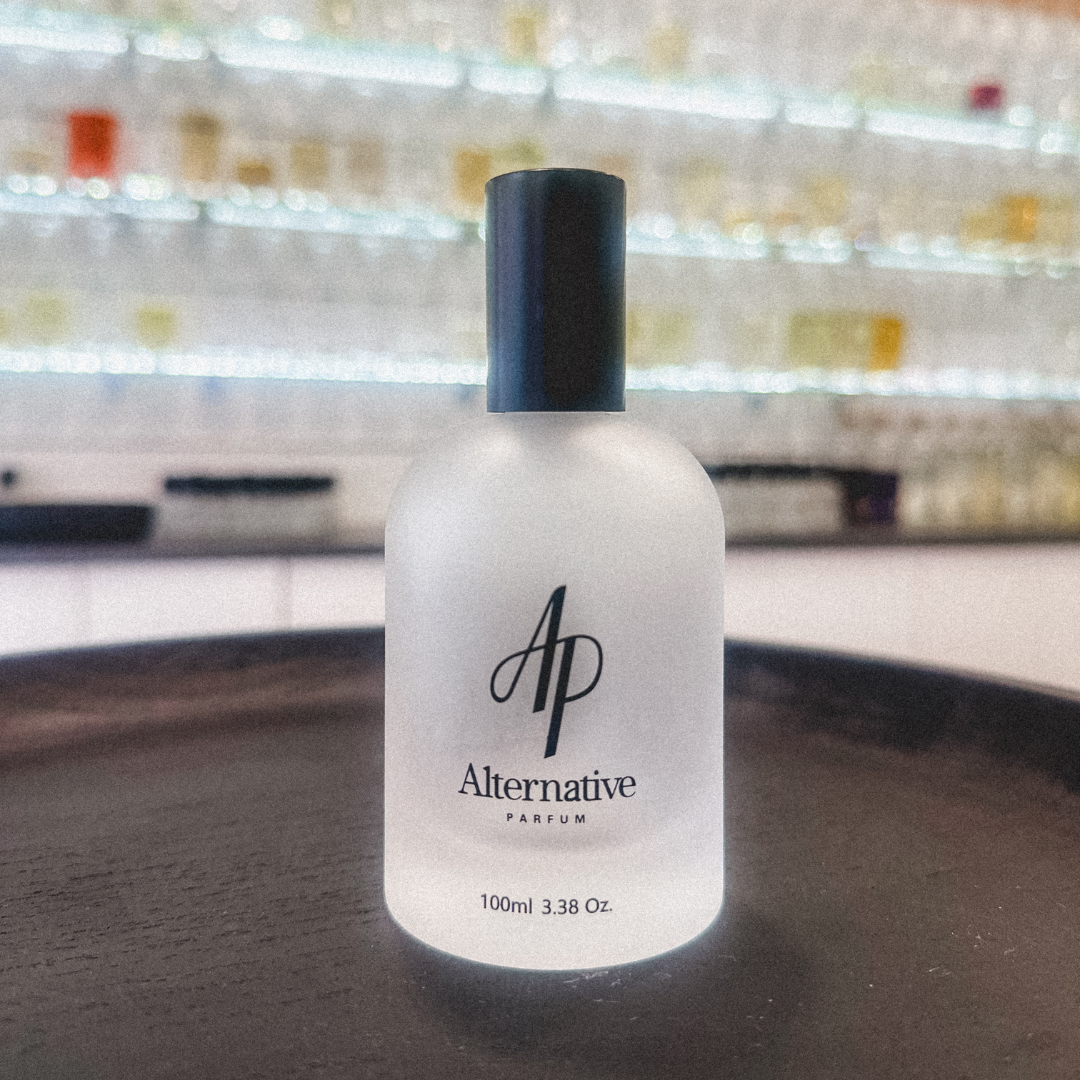 AP
Alternative
PARFUM
100ml 3.38 Oz.